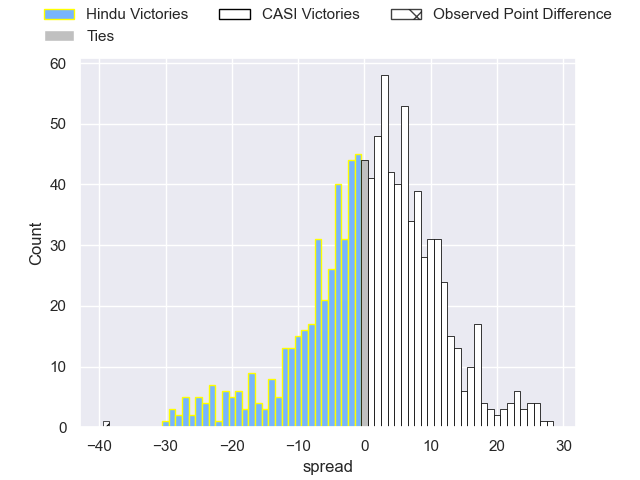 Hindu Victories
CASI Victories
Observed Point Difference
Ties
60
50
40
30
20
10
0
Count
−40
−30
−20
−10
0
10
20
30
spread